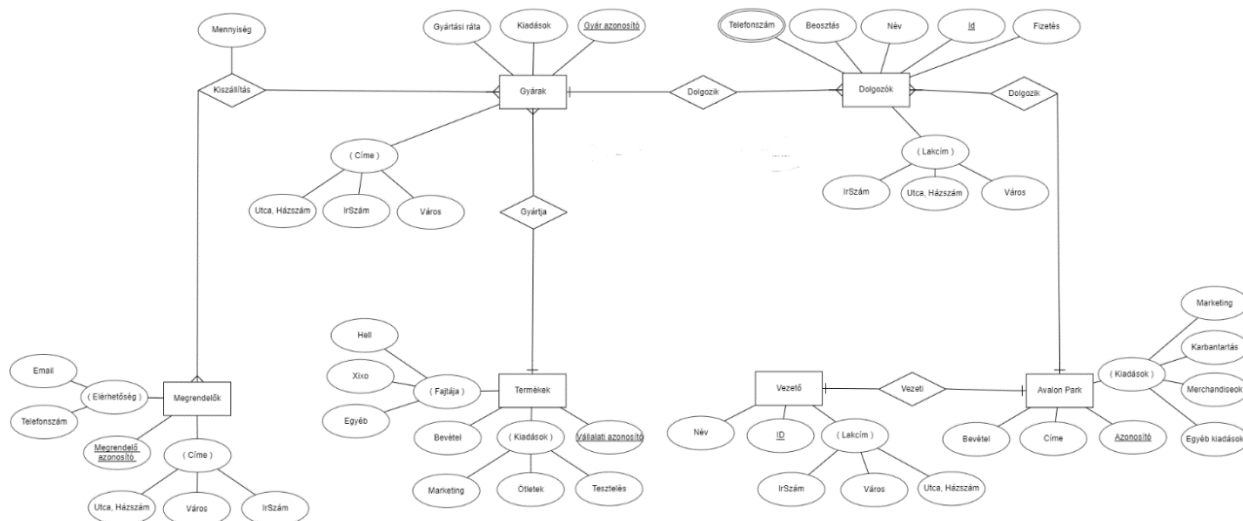 Mennyiség
Gyártási ráta
Kiadások
Gyár azonosító
Telefonszám
Beosztás
Név
Id
Fizetés
Kiszállítás
Gyárak
Dolgozik
Dolgozók
Dolgozik
( Címe )
( Lakcím )
Utca, Házszám
IrSzám
Város
IrSzám
Utca, Házszám
Város
Gyártja
Marketing
Hell
Karbantartás
Email
Xixo
( Kiadások )
( Elérhetőség )
Megrendelők
( Fajtája )
Termékek
Vezető
Vezeti
Avalon Park
Merchandiseok
Telefonszám
Egyéb
Bevétel
( Kiadások )
Vállalati azonosító
Név
ID
( Lakcím )
Bevétel
Címe
Azonosító
Egyéb kiadások
Megrendelő
azonosító
( Címe )
Marketing
Ötletek
Tesztelés
IrSzám
Város
Utca, Házszám
Utca, Házszám
Város
IrSzám